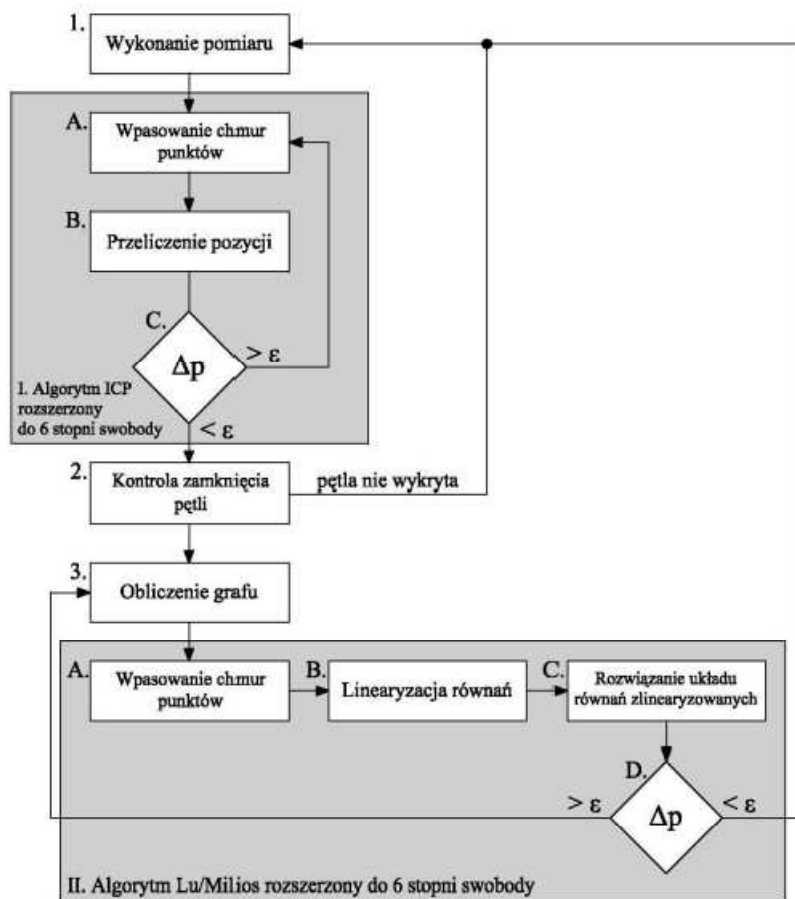 1.
Wykonanie pomiaru
A.
Wpasowanie chmur
punktów
B.
Przeliczenie pozycji
C.
Δp
> ε
I. Algorytm ICP
rozszerzony
do 6 stopni swobody
< ε
2.
Kontrola zamknięcia
pętli
pętla nie wykryta
3.
Obliczenie grafu
A.
Wpasowanie chmur
punktów
B.
Linearyzacja równań
C.
Rozwiązanie układu
równań zlinearyzowanych
D.
> ε
Δp
< ε
II. Algorytm Lu/Milios rozszerzony do 6 stopni swobody